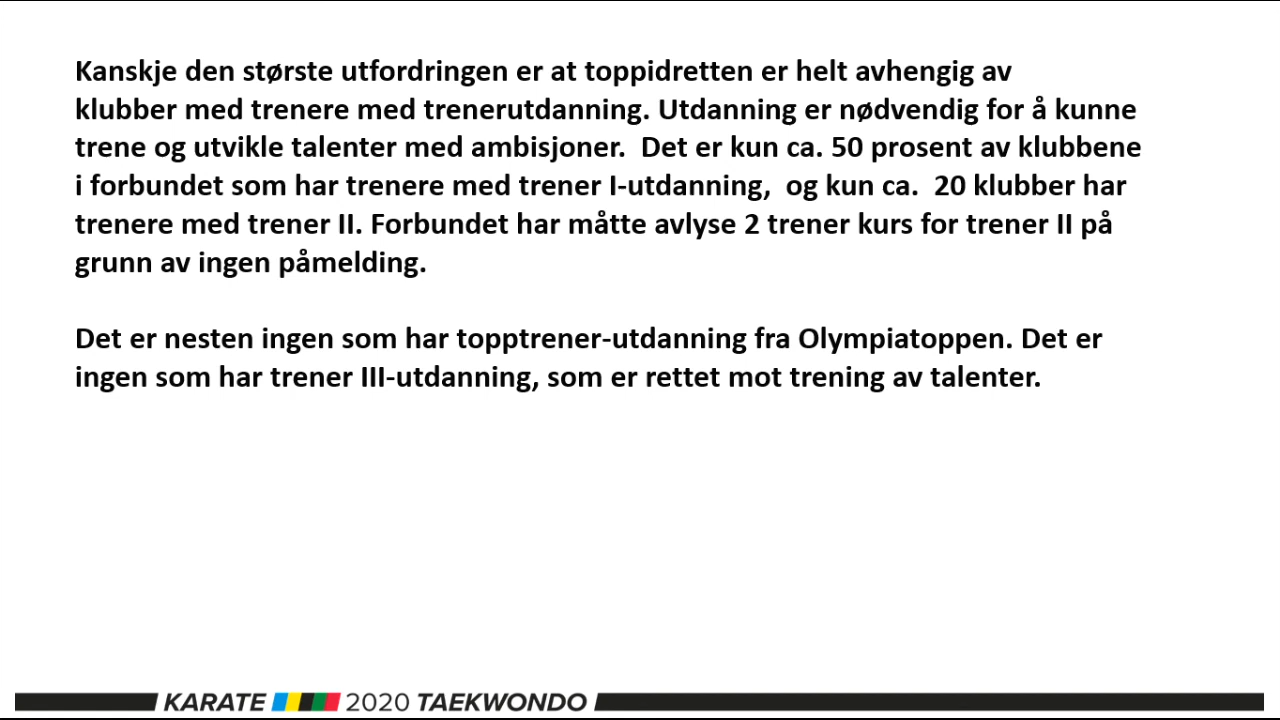 Kanskje den største utfordringen er at toppidretten er helt avhengig av
klubber med trenere med trenerutdanning. Utdanning er nødvendig for å kunne
trene og utvikle talenter med ambisjoner.  Det er kun ca. 50 prosent av klubbene
i forbundet som har trenere med trener I-utdanning,  og kun ca.  20 klubber har
trenere med trener II. Forbundet har måtte avlyse 2 trener kurs for trener II på
grunn av ingen påmelding.
Det er nesten ingen som har topptrener-utdanning fra Olympiatoppen. Det er
ingen som har trener III-utdanning, som er rettet mot trening av talenter.
KARATE 2020 TAEKWONDO